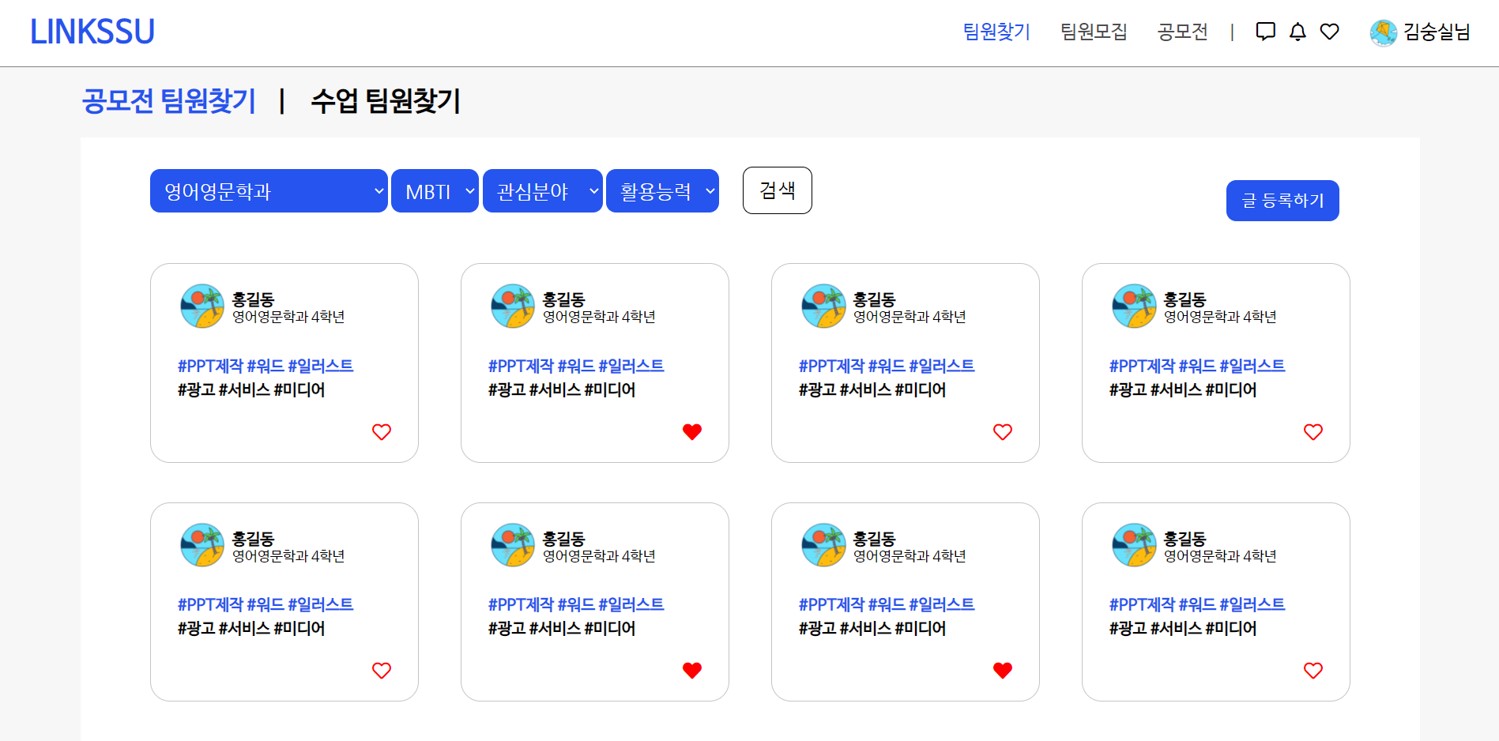 LINKSSU 팀원찾기 팀원모집 공모전 | 김숭실님
공모전 팀원찾기 | 수업 팀원찾기
영어영문학과 MBTI 관심분야 활용능력 검색 글 등록하기
홍길동
영어영문학과 4학년
#PPT제작 #워드 #일러스트
#광고 #서비스 #미디어
홍길동
영어영문학과 4학년
#PPT제작 #워드 #일러스트
#광고 #서비스 #미디어
홍길동
영어영문학과 4학년
#PPT제작 #워드 #일러스트
#광고 #서비스 #미디어
홍길동
영어영문학과 4학년
#PPT제작 #워드 #일러스트
#광고 #서비스 #미디어
홍길동
영어영문학과 4학년
#PPT제작 #워드 #일러스트
#광고 #서비스 #미디어
홍길동
영어영문학과 4학년
#PPT제작 #워드 #일러스트
#광고 #서비스 #미디어
홍길동
영어영문학과 4학년
#PPT제작 #워드 #일러스트
#광고 #서비스 #미디어
홍길동
영어영문학과 4학년
#PPT제작 #워드 #일러스트
#광고 #서비스 #미디어